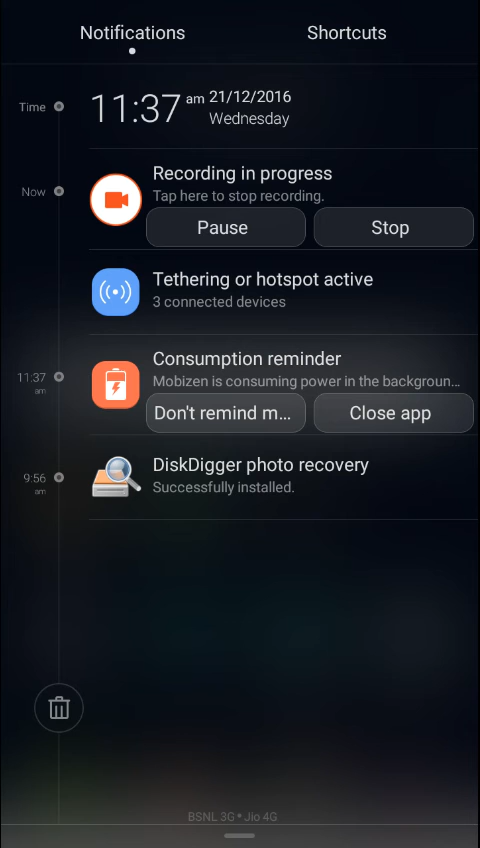 Notifications
Shortcuts
Time
11:37 am 21/12/2016
Wednesday
Now
Recording in progress
Tap here to stop recording.
Pause
Stop
Tethering or hotspot active
3 connected devices
11:37
am
Consumption reminder
Mobizen is consuming power in the backgroun...
Don't remind m...
Close app
9:56
am
DiskDigger photo recovery
Successfully installed.
BSNL 3G • Jio 4G